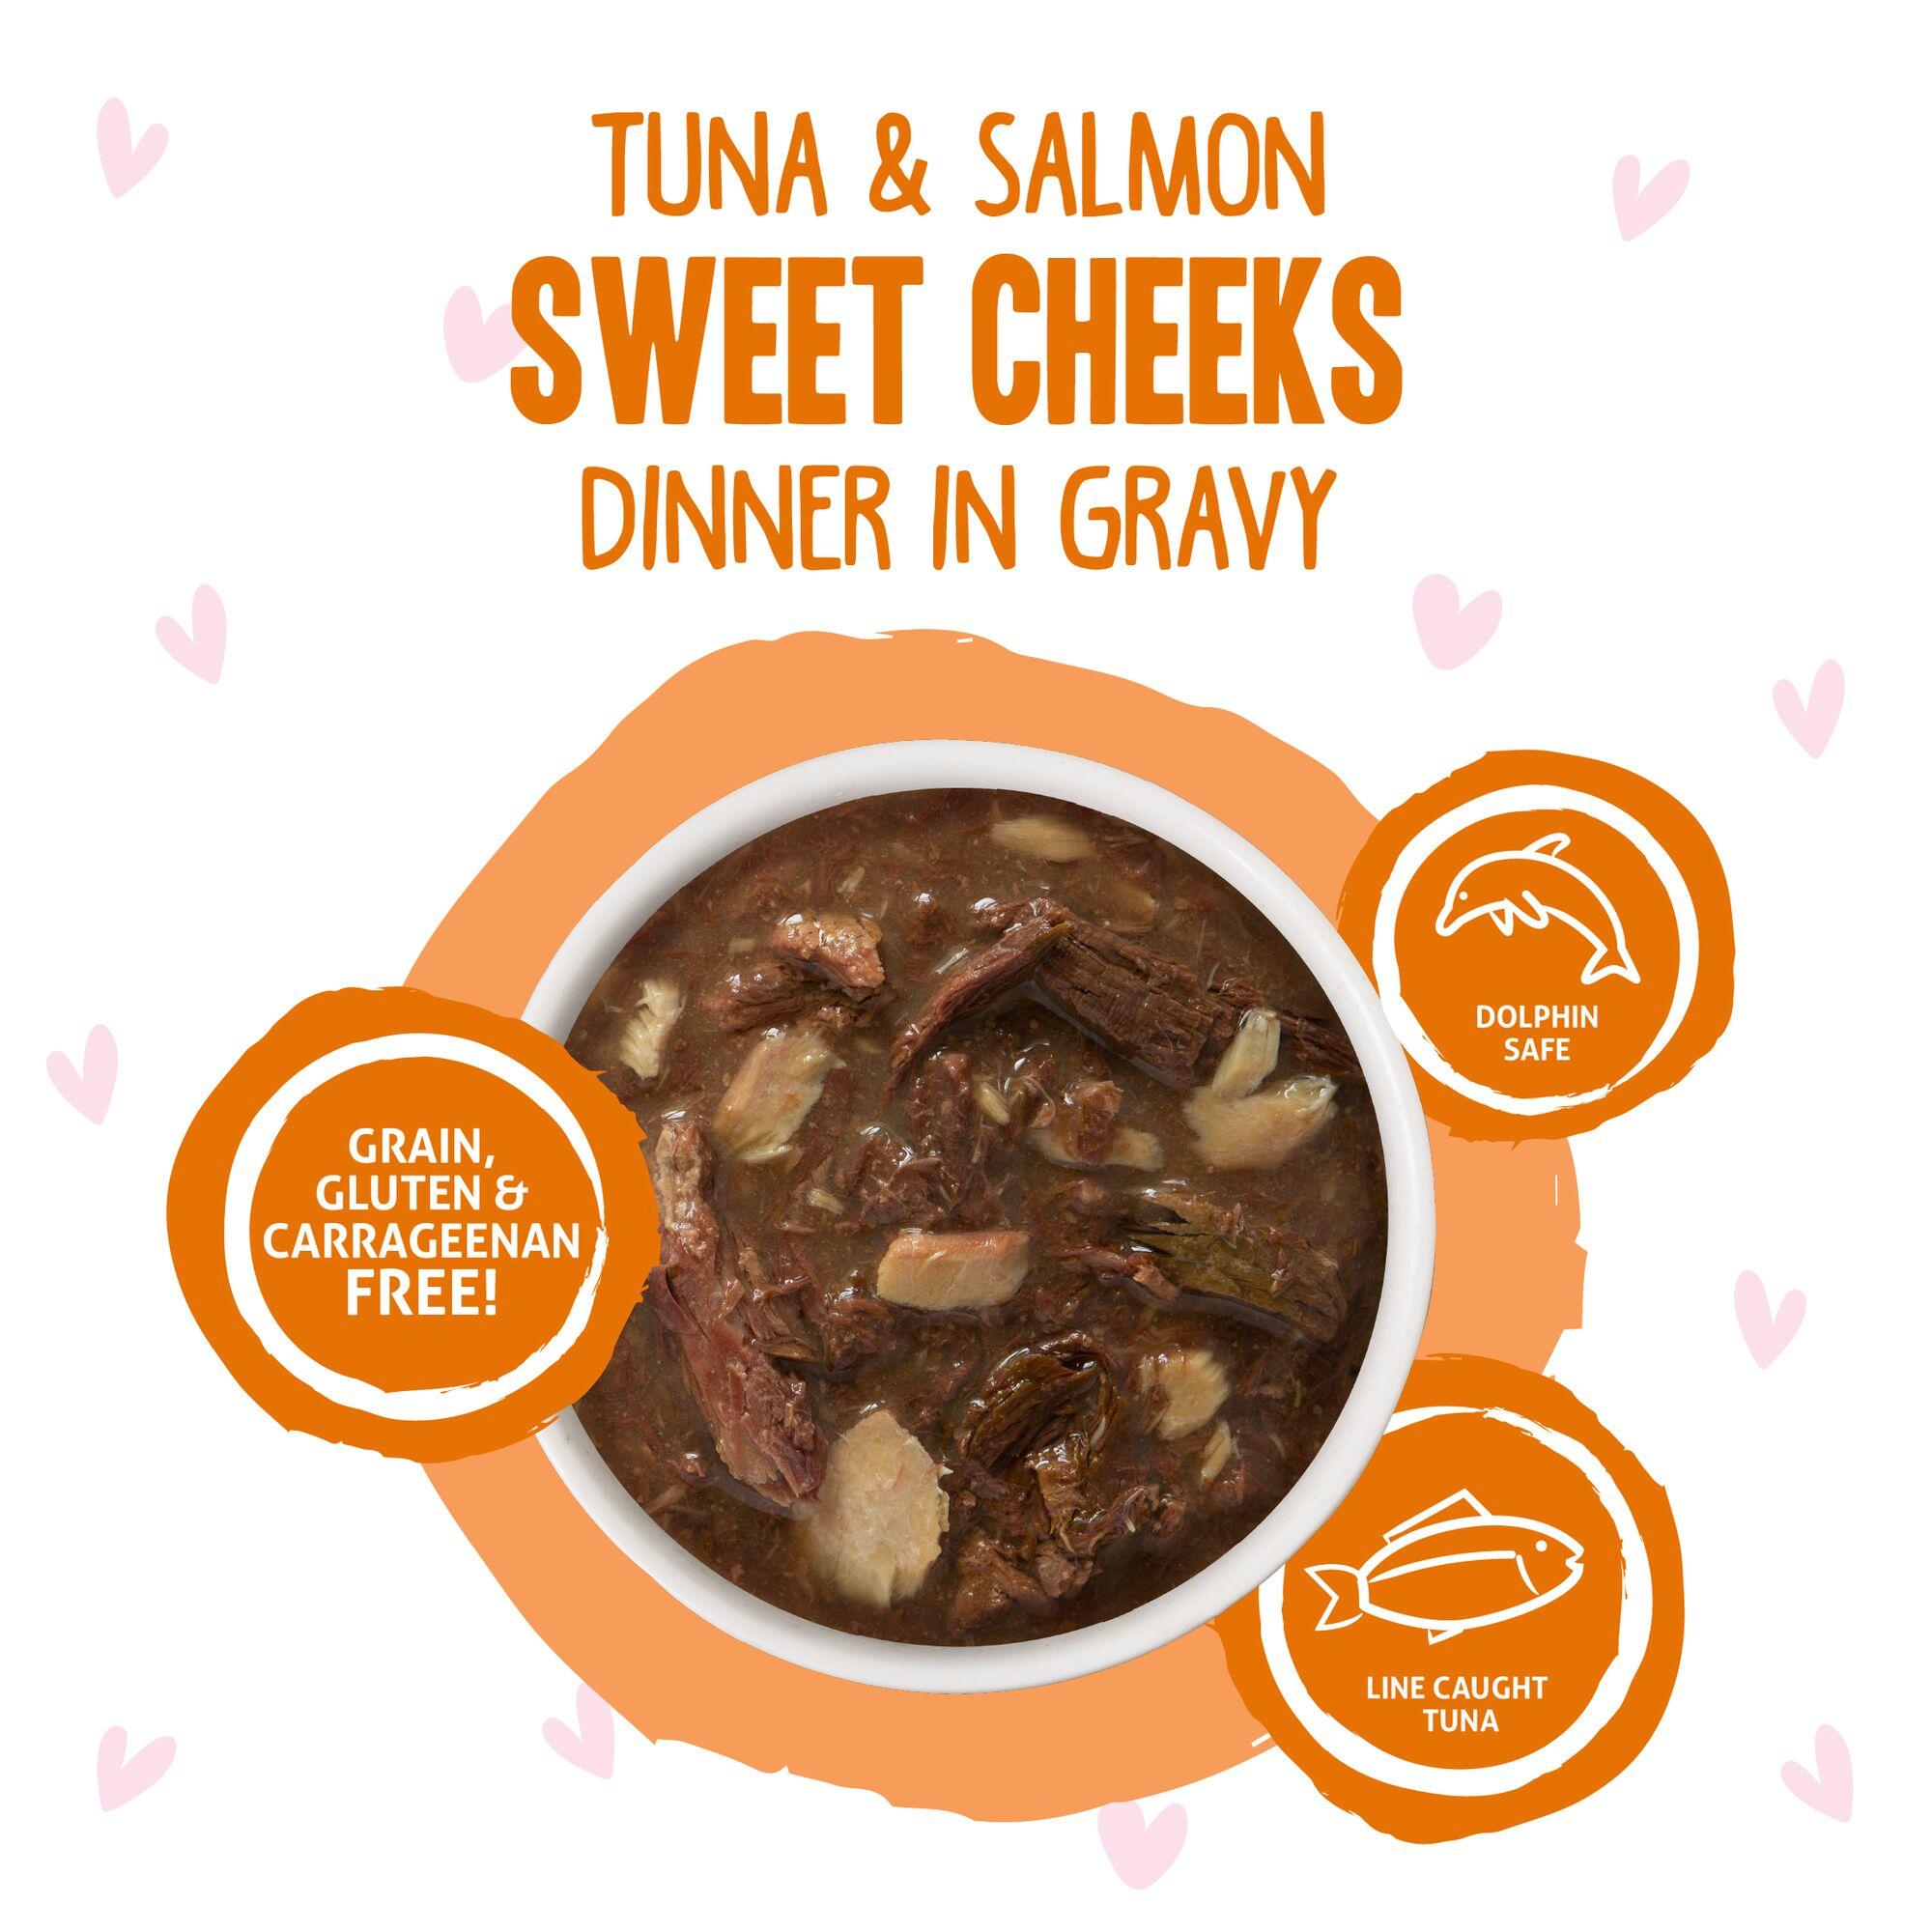 TUNA & SALMON
SWEET CHEEKS
DINNER IN GRAVY
DOLPHIN
SAFE
GRAIN,
GLUTEN &
CARRAGEENAN
FREE!
LINE CAUGHT
TUNA